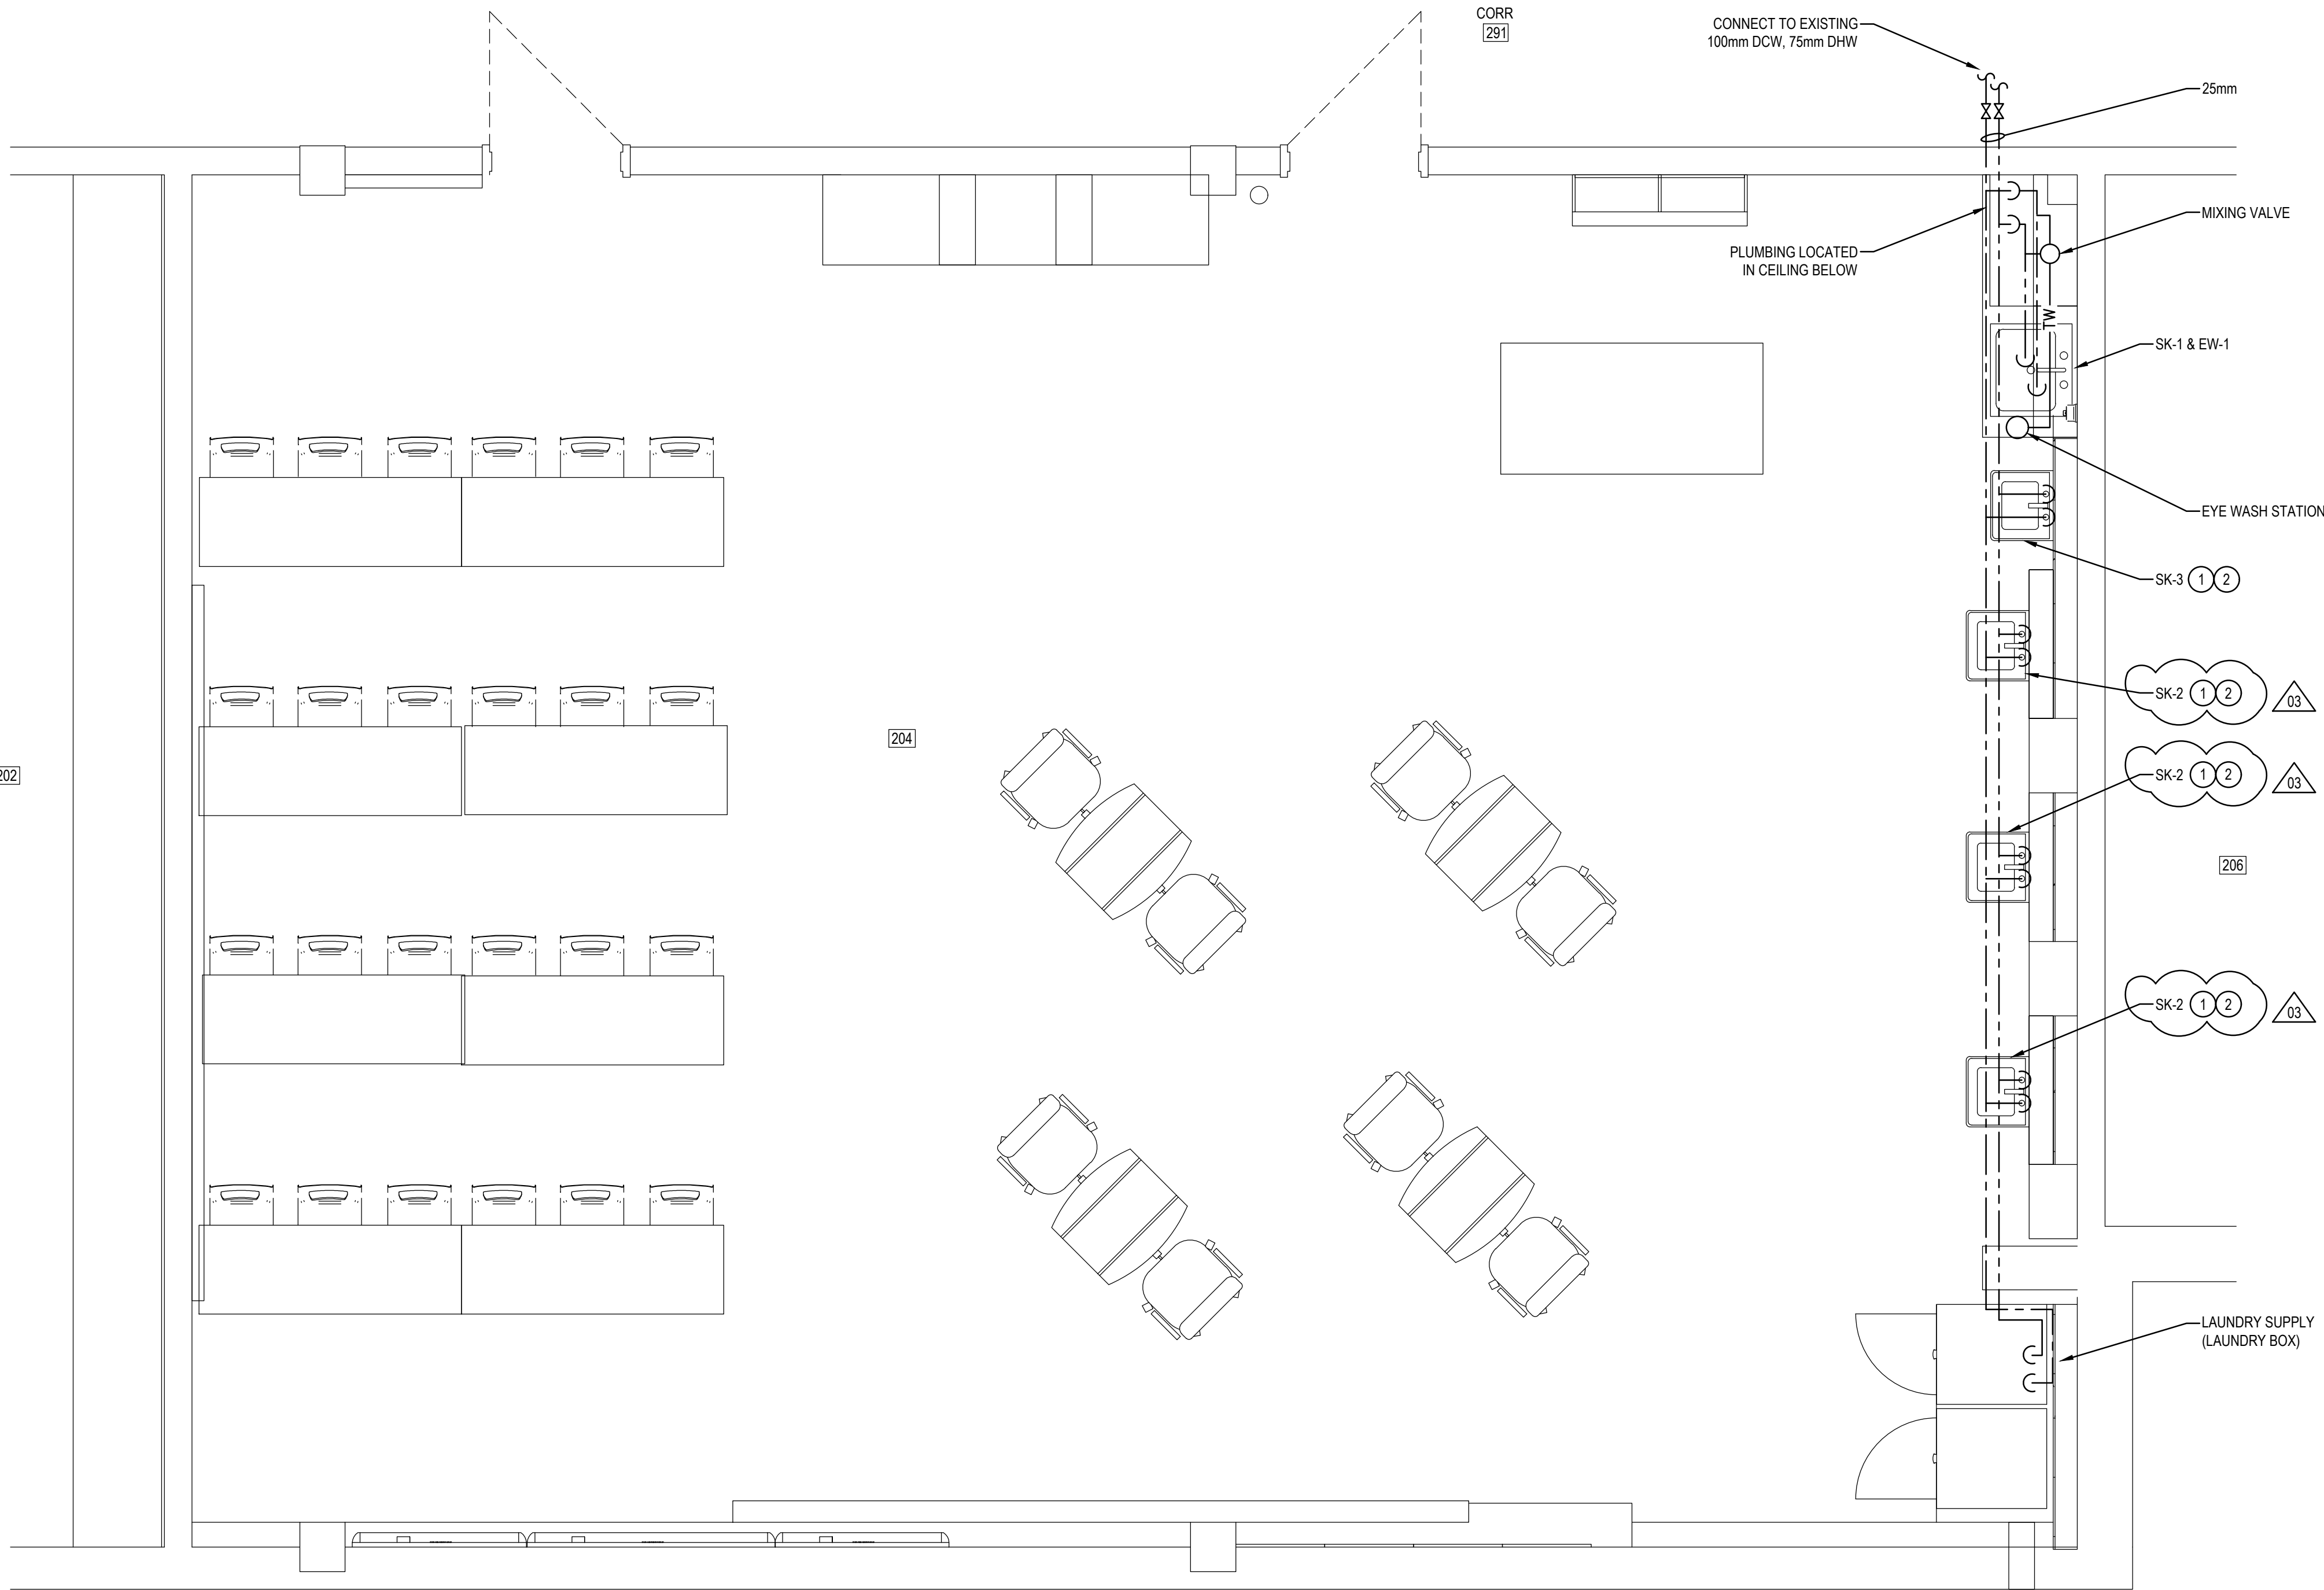 CORR
291
CONNECT TO EXISTING
100mm DCW, 75mm DHW
25mm
MIXING VALVE
PLUMBING LOCATED
IN CEILING BELOW
TW
SK-1 & EW-1
EYE WASH STATION
SK-3 1 2
SK-2 1 2 03
204
202
SK-2 1 2 03
206
SK-2 1 2 03
LAUNDRY SUPPLY
(LAUNDRY BOX)